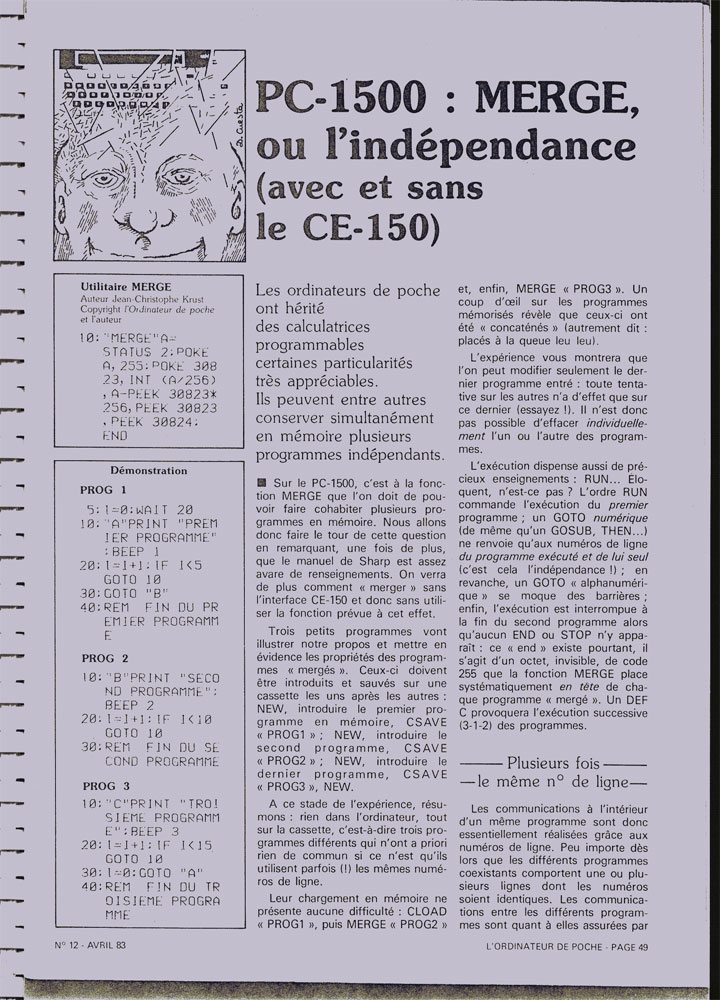 D. Cuesta
PC-1500 : MERGE,
ou l'indépendance
(avec et sans
le CE-150)
Utilitaire MERGE
Auteur Jean-Christophe Krust
Copyright l'Ordinateur de poche
et l'auteur
10:"MERGE"A=
STATUS 2:POKE
A,255:POKE 308
23,INT (A/256)
,A-PEEK 30823*
256,PEEK 30823
,PEEK 30824:
END
Démonstration
PROG 1
5:I=0:WAIT 20
10:"A"PRINT "PREM
IER PROGRAMME"
:BEEP 1
20:I=I+1:IF I<5
GOTO 10
30:GOTO "B"
40:REM FIN DU PR
EMIER PROGRAMM
E
PROG 2
10:"B"PRINT "SECO
ND PROGRAMME":
BEEP 2
20:I=I+1:IF I<10
GOTO 10
30:REM FIN DU SE
COND PROGRAMME
PROG 3
10:"C"PRINT "TROI
SIEME PROGRAMM
E":BEEP 3
20:I=I+1:IF I<15
GOTO 10
30:I=0:GOTO "A"
40:REM FIN DU TR
OISIEME PROGRA
MME
Les ordinateurs de poche
ont hérité
des calculatrices
programmables
certaines particularités
très appréciables.
Ils peuvent entre autres
conserver simultanément
en mémoire plusieurs
programmes indépendants.
Sur le PC-1500, c'est à la fonc-
tion MERGE que l'on doit de pou-
voir faire cohabiter plusieurs pro-
grammes en mémoire. Nous allons
donc faire le tour de cette question
en remarquant, une fois de plus,
que le manuel de Sharp est assez
avare de renseignements. On verra
de plus comment « merger » sans
l'interface CE-150 et donc sans utili-
ser la fonction prévue à cet effet.
Trois petits programmes vont
illustrer notre propos et mettre en
évidence les propriétés des program-
mes « mergés ». Ceux-ci doivent
être introduits et sauvés sur une
cassette les uns après les autres :
NEW, introduire le premier pro-
gramme en mémoire, CSAVE
« PROG1 » ; NEW, introduire le
second programme, CSAVE
« PROG2 » ; NEW, introduire le
dernier programme, CSAVE
« PROG3 », NEW.
A ce stade de l'expérience, résu-
mons : rien dans l'ordinateur, tout
sur la cassette, c'est-à-dire trois pro-
grammes différents qui n'ont a priori
rien de commun si ce n'est qu'ils
utilisent parfois (!) les mêmes numé-
ros de ligne.
Leur chargement en mémoire ne
présente aucune difficulté : CLOAD
« PROG1 », puis MERGE « PROG2 »
et, enfin, MERGE « PROG3 ». Un
coup d'œil sur les programmes
mémorisés révèle que ceux-ci ont
été « concaténés » (autrement dit :
placés à la queue leu leu).
L'expérience vous montrera que
l'on peut modifier seulement le der-
nier programme entré : toute tenta-
tive sur les autres n'a d'effet que sur
ce dernier (essayez !). Il n'est donc
pas possible d'effacer individuelle-
ment l'un ou l'autre des program-
mes.
L'exécution dispense aussi de pré-
cieux enseignements : RUN... Élo-
quent, n'est-ce pas ? L'ordre RUN
commande l'exécution du premier
programme ; un GOTO numérique
(de même qu'un GOSUB, THEN...)
ne renvoie qu'aux numéros de ligne
du programme exécuté et de lui seul
(c'est cela l'indépendance !) ; en
revanche, un GOTO « alphanuméri-
que » se moque des barrières ;
enfin, l'exécution est interrompue à
la fin du second programme alors
qu'aucun END ou STOP n'y appa-
raît : ce « end » existe pourtant, il
s'agit d'un octet, invisible, de code
255 que la fonction MERGE place
systématiquement en tête de cha-
que programme « mergé ». Un DEF
C provoquera l'exécution successive
(3-1-2) des programmes.
Plusieurs fois
le même n° de ligne
Les communications à l'intérieur
d'un même programme sont donc
essentiellement réalisées grâce aux
numéros de ligne. Peu importe dès
lors que les différents programmes
coexistants comportent une ou plu-
sieurs lignes dont les numéros
soient identiques. Les communica-
tions entre les différents program-
mes sont quant à elles assurées par
N° 12 - AVRIL 83
L'ORDINATEUR DE POCHE - PAGE 49